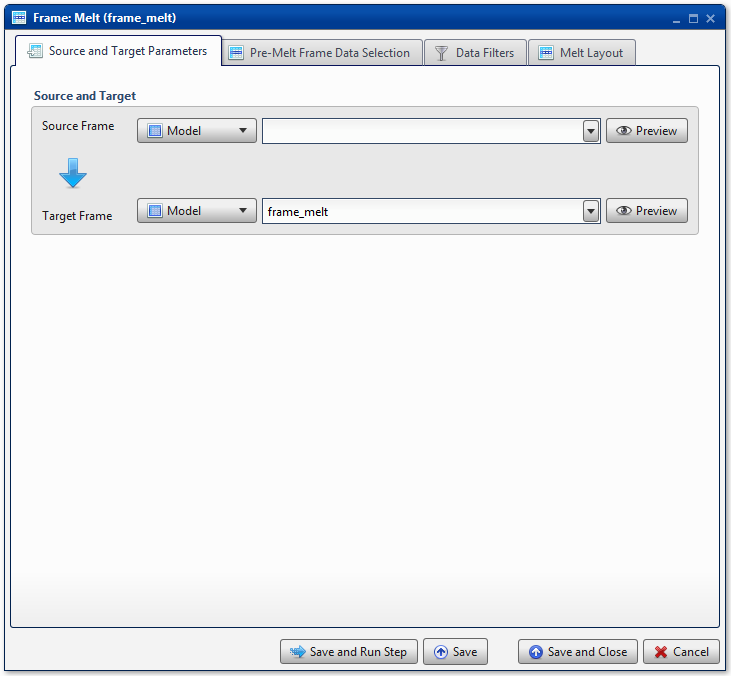 Frame: Melt (frame_melt)
Source and Target Parameters
Pre-Melt Frame Data Selection
Data Filters
Melt Layout
Source and Target
Source Frame
Model
Preview
Target Frame
Model
frame_melt
Preview
Save and Run Step
Save
Save and Close
Cancel